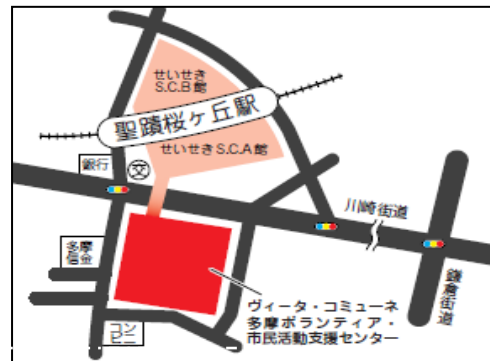 せいせき
S.C.B館
聖蹟桜ヶ丘駅
せいせきS.C.A館
銀行
交
川崎街道
多摩
信金
鎌倉街道
ヴィータ・コミューネ
多摩ボランティア・
市民活動支援センター
コン
ビニ